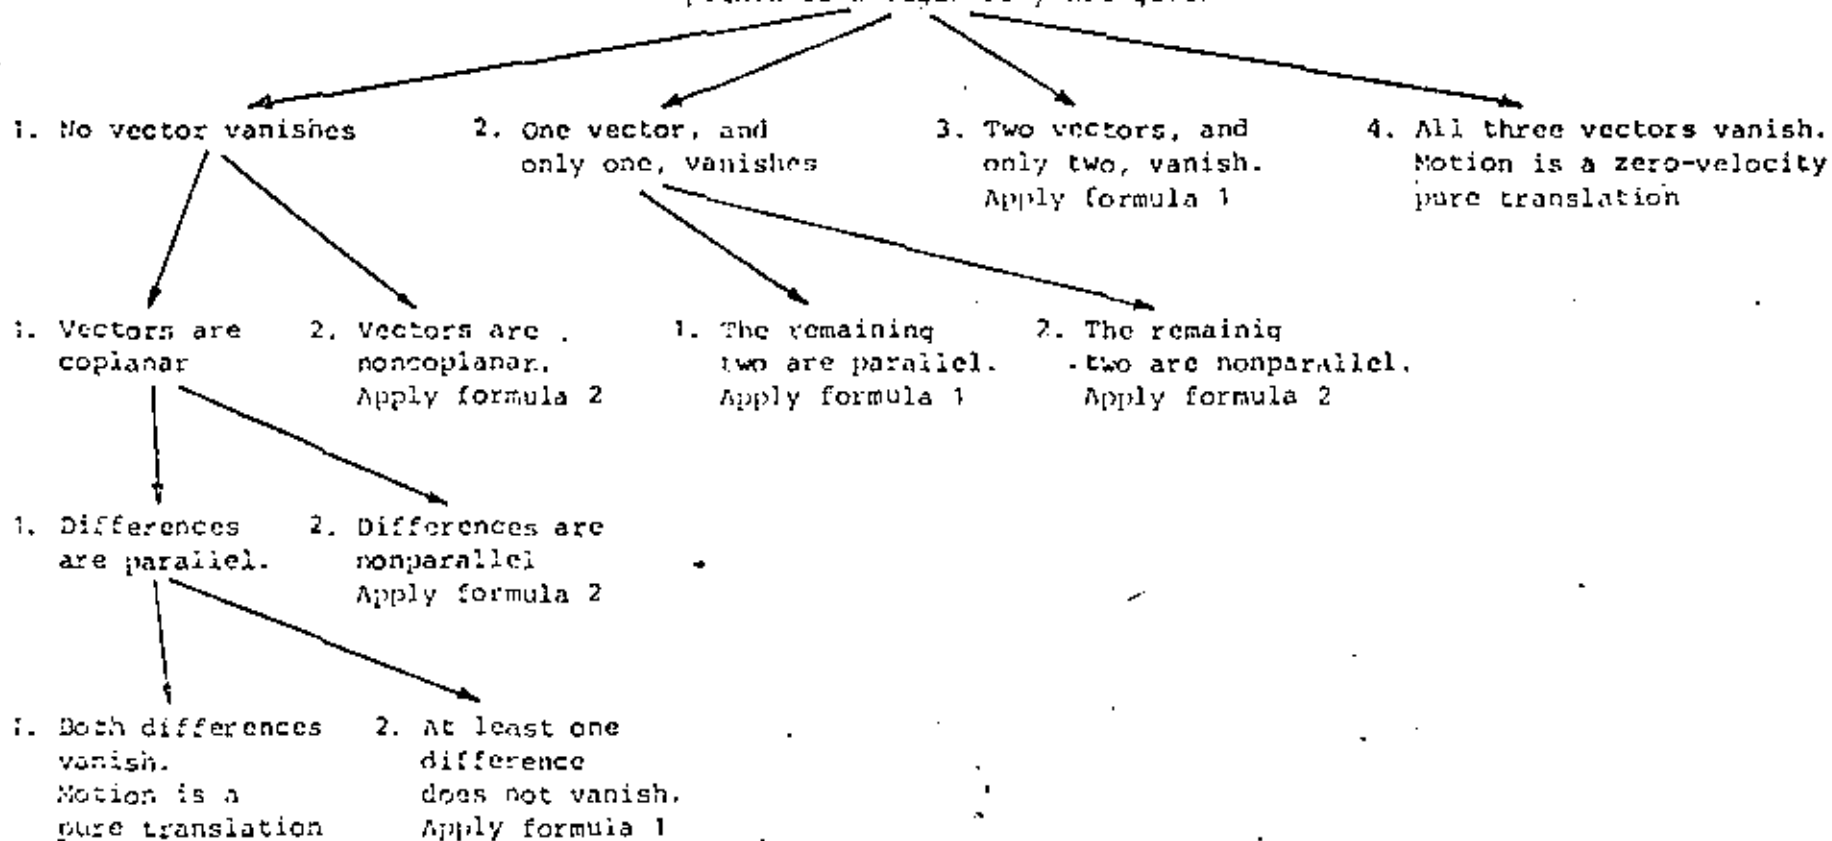 1. No vector vanishes
2. One vector, and
only one, vanishes
3. Two vectors, and
only two, vanish.
Apply formula 1
4. All three vectors vanish.
Motion is a zero-velocity
pure translation
1. Vectors are
coplanar
2. Vectors are
noncoplanar.
Apply formula 2
1. The remaining
two are parallel.
Apply formula 1
2. The remainig
two are nonparallel.
Apply formula 2
1. Differences
are parallel.
2. Differences are
nonparallel
Apply formula 2
1. Both differences
vanish.
Motion is a
pure translation
2. At least one
difference
does not vanish.
Apply formula 1